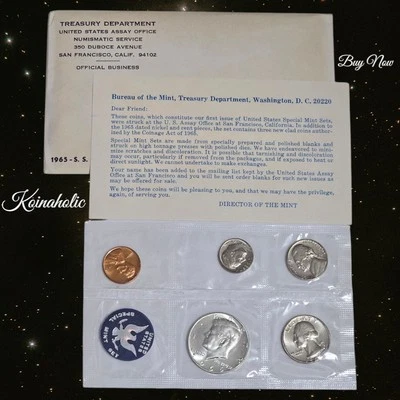 TREASURY DEPARTMENT
UNITED STATES ASSAY OFFICE
NUMISMATIC SERVICE
350 DUBOCE AVENUE
SAN FRANCISCO, CALIF. 94102
OFFICIAL BUSINESS
Buy Now
Bureau of the Mint, Treasury Department, Washington, D. C. 20220
Dear Friend:
These coins, which constitute one first issue of United States Special Mint Sets,
were struck at the U. S. Assay Office at San Francisco, California. In addition to
the 1965 dated nickel and cent pieces, the set contains three new clad coins author-
ized by the Coinage Act of 1965.
Special Mint Sets are made from specially prepared and polished blanks and
struck on high tonnage presses with polished dies. We have endeavored to mini-
mize scratches and discoloration. It is possible that tarnishing and discoloration
may occur, particularly if removed from the packages, and if exposed to heat or
direct sunlight. We cannot undertake to make exchanges.
Your name has been added to the mailing list kept by the United States Assay
Office at San Francisco and you will be sent order blanks for such new issues as
may be offered for sale.
We hope these coins will be pleasing to you, and that we may have the privilege,
again, of serving you.
DIRECTOR OF THE MINT
1965-S. S.
Koinaholic
UNITED
STATES
SPECIAL MINT
SET